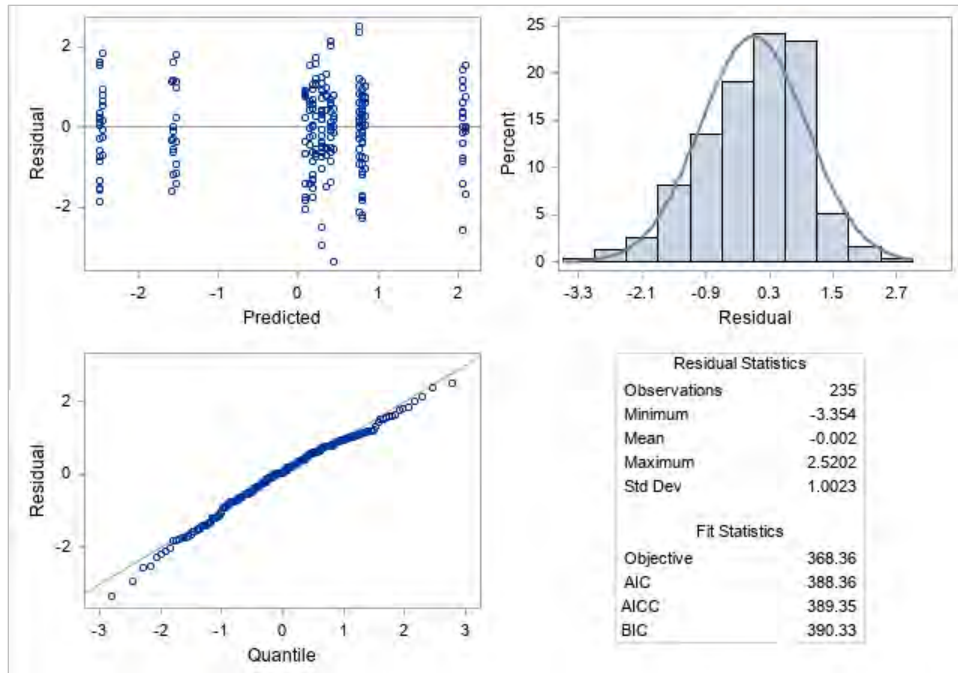 Residual
2
0
-2
-2
-1
0
1
2
Predicted
Percent
25
20
15
10
5
0
-3.3
-2.1
-0.9
0.3
1.5
2.7
Residual
Residual
2
0
-2
-3
-2
-1
0
1
2
3
Quantile
Residual Statistics
Observations 235
Minimum -3.354
Mean -0.002
Maximum 2.5202
Std Dev 1.0023
Fit Statistics
Objective 368.36
AIC 388.36
AICC 389.35
BIC 390.33